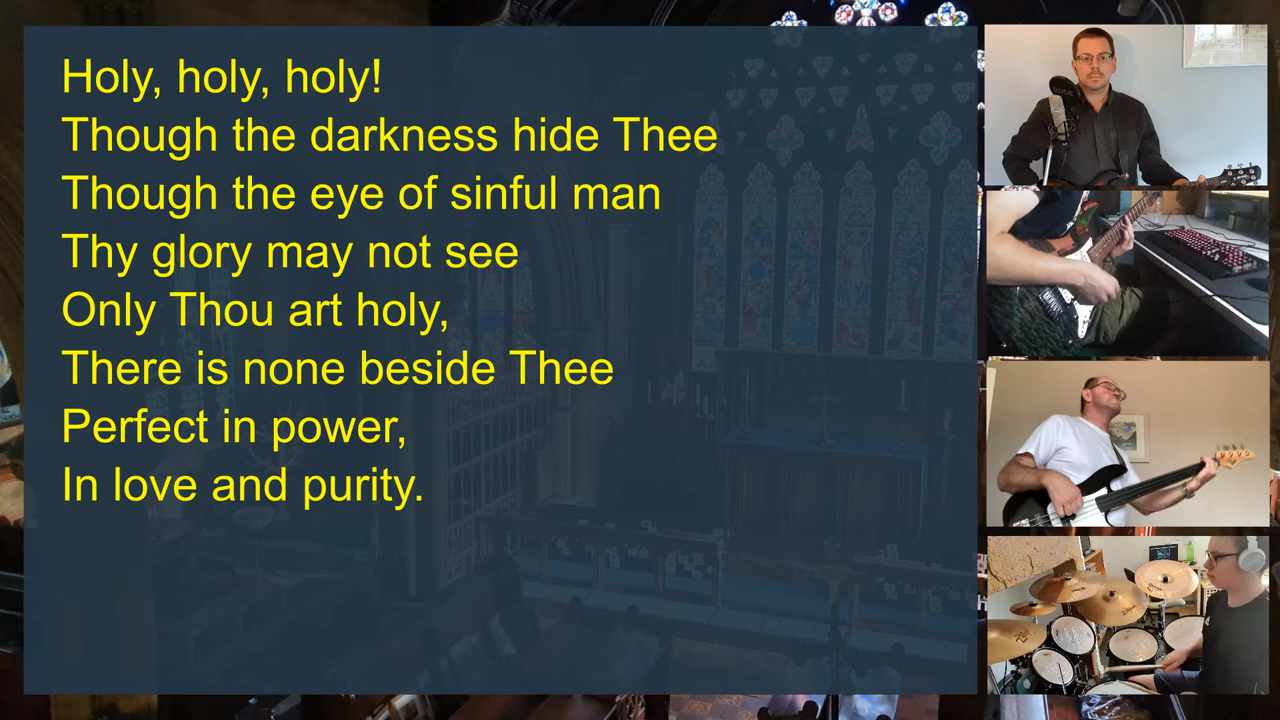 Holy, holy, holy!
Though the darkness hide Thee
Though the eye of sinful man
Thy glory may not see
Only Thou art holy,
There is none beside Thee
Perfect in power,
In love and purity.